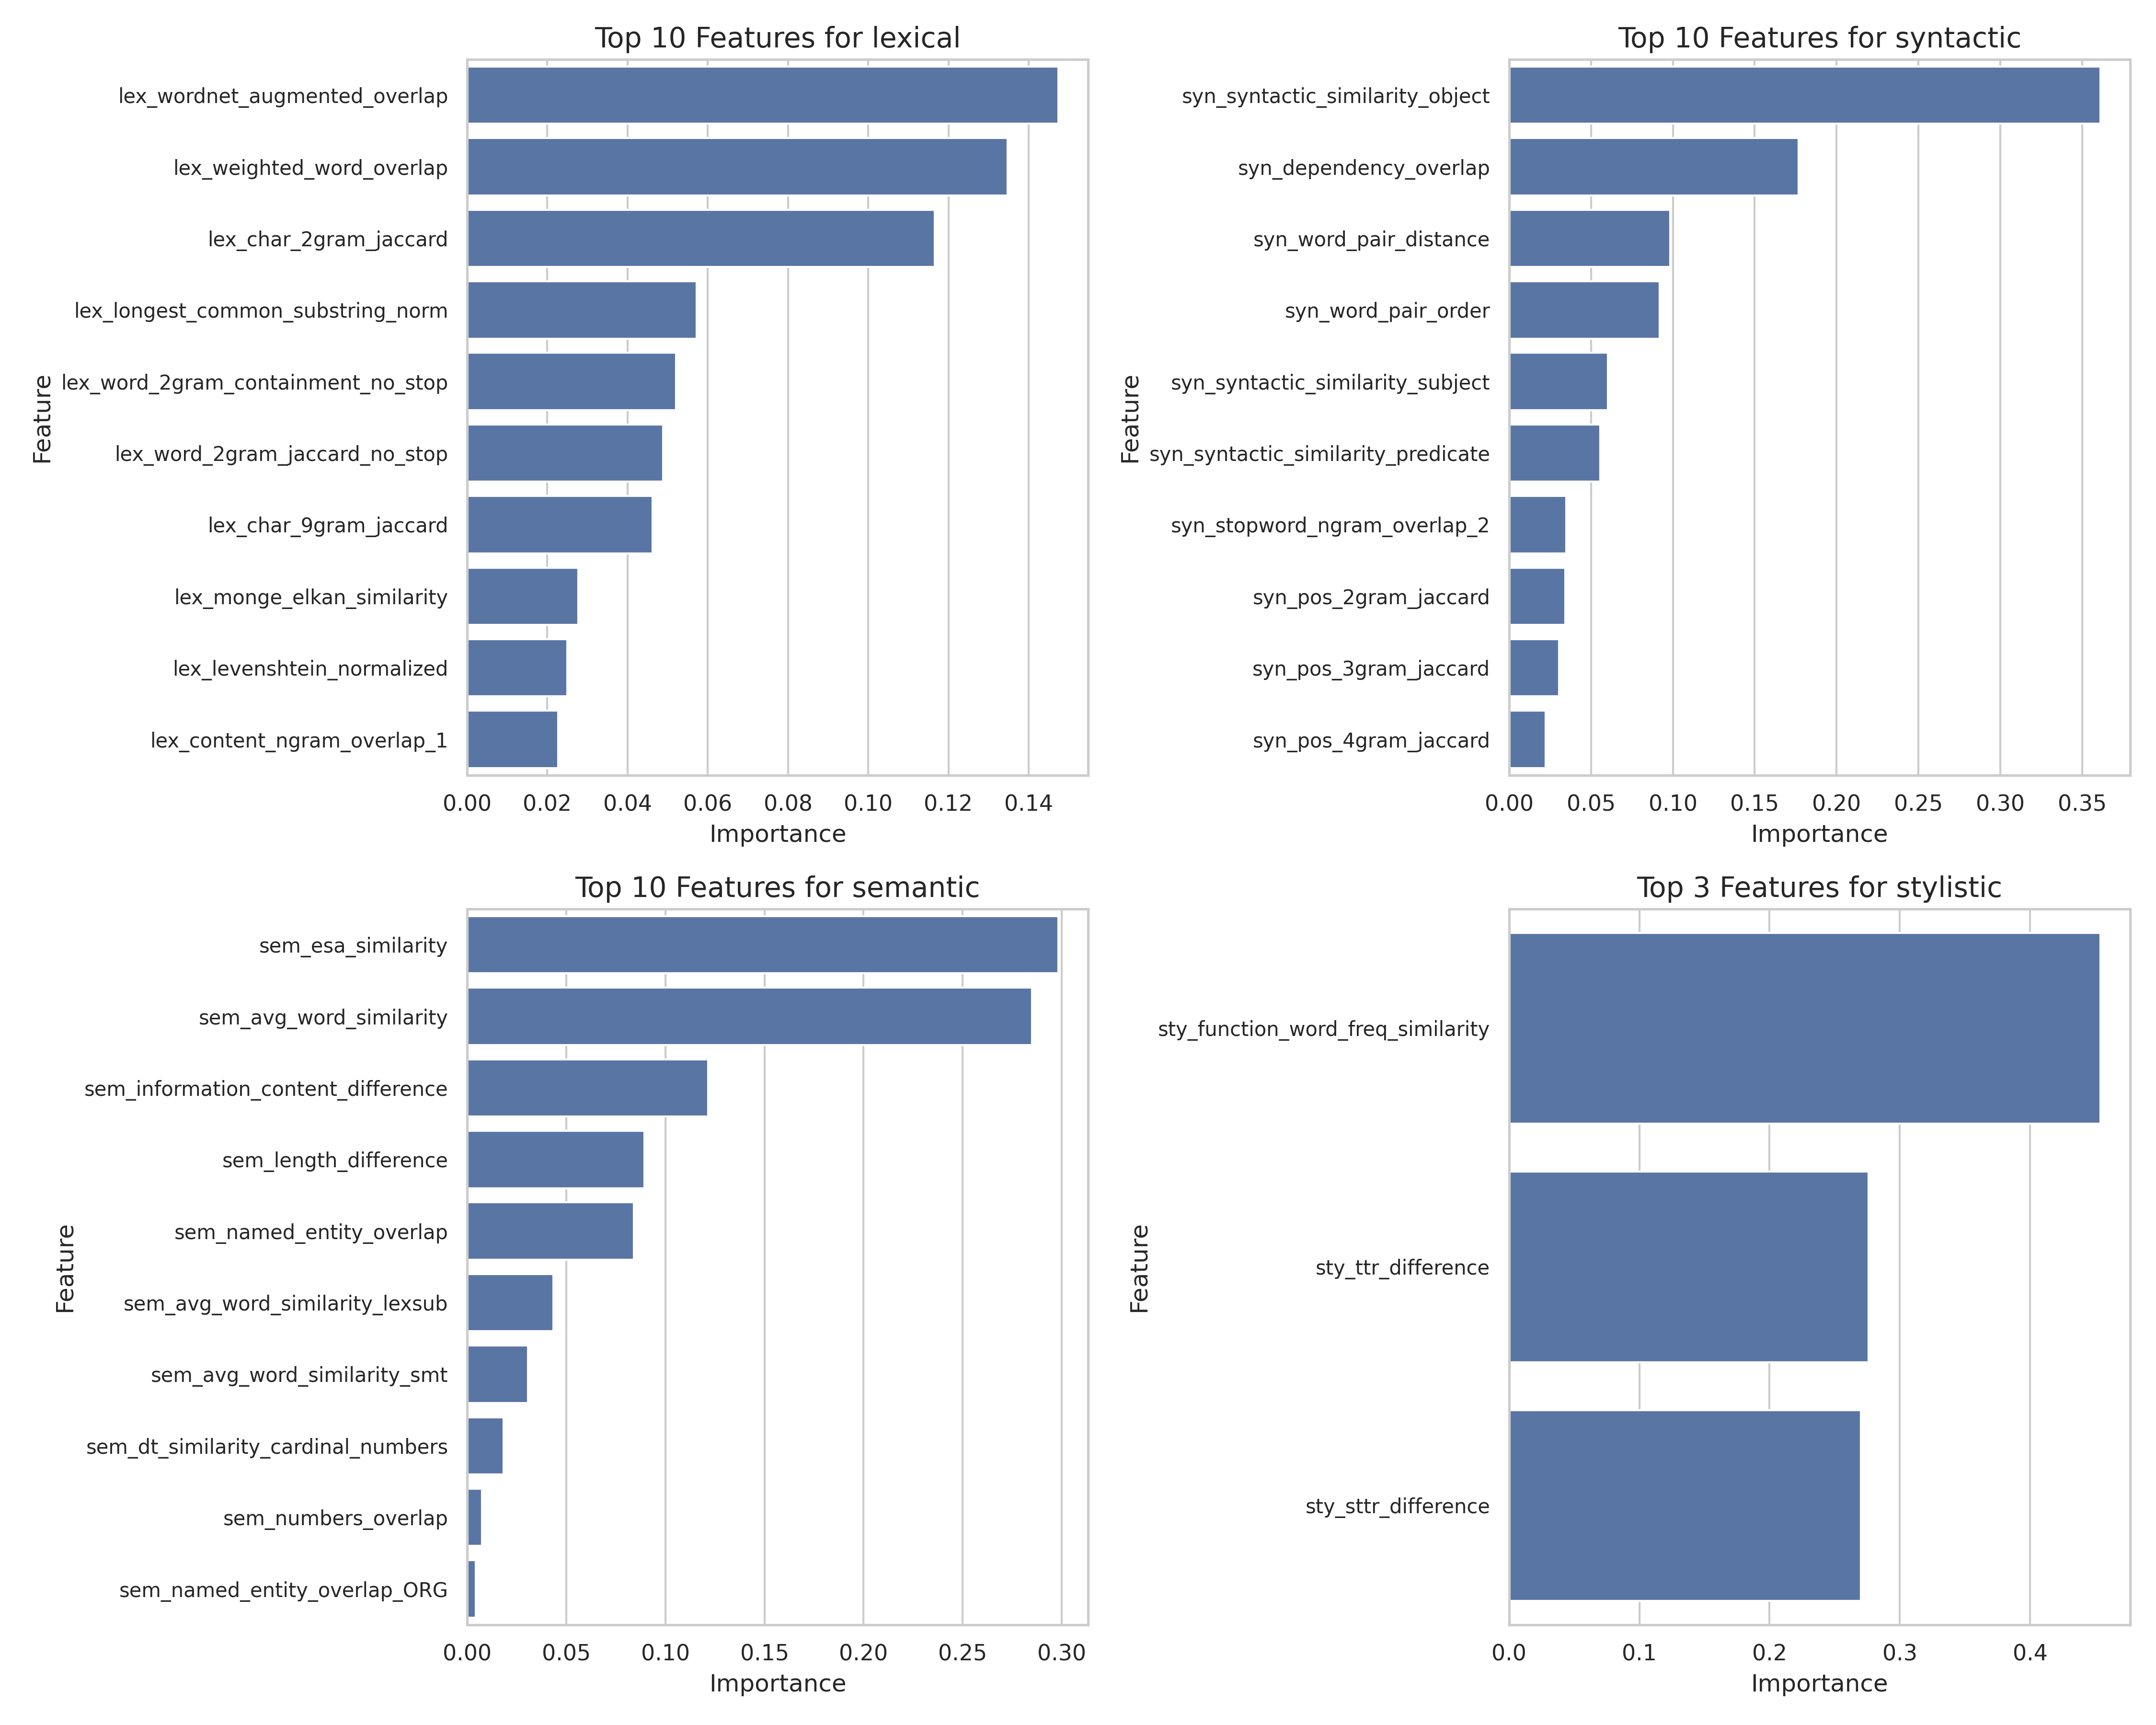 Top 10 Features for lexical
Feature
lex_wordnet_augmented_overlap
lex_weighted_word_overlap
lex_char_2gram_jaccard
lex_longest_common_substring_norm
lex_word_2gram_containment_no_stop
lex_word_2gram_jaccard_no_stop
lex_char_9gram_jaccard
lex_monge_elkan_similarity
lex_levenshtein_normalized
lex_content_ngram_overlap_1
0.00 0.02 0.04 0.06 0.08 0.10 0.12 0.14
Importance
Top 10 Features for syntactic
Feature
syn_syntactic_similarity_object
syn_dependency_overlap
syn_word_pair_distance
syn_word_pair_order
syn_syntactic_similarity_subject
syn_syntactic_similarity_predicate
syn_stopword_ngram_overlap_2
syn_pos_2gram_jaccard
syn_pos_3gram_jaccard
syn_pos_4gram_jaccard
0.00 0.05 0.10 0.15 0.20 0.25 0.30 0.35
Importance
Top 10 Features for semantic
Feature
sem_esa_similarity
sem_avg_word_similarity
sem_information_content_difference
sem_length_difference
sem_named_entity_overlap
sem_avg_word_similarity_lexsub
sem_avg_word_similarity_smt
sem_dt_similarity_cardinal_numbers
sem_numbers_overlap
sem_named_entity_overlap_ORG
0.00 0.05 0.10 0.15 0.20 0.25 0.30
Importance
Top 3 Features for stylistic
Feature
sty_function_word_freq_similarity
sty_ttr_difference
sty_sttr_difference
0.0 0.1 0.2 0.3 0.4
Importance